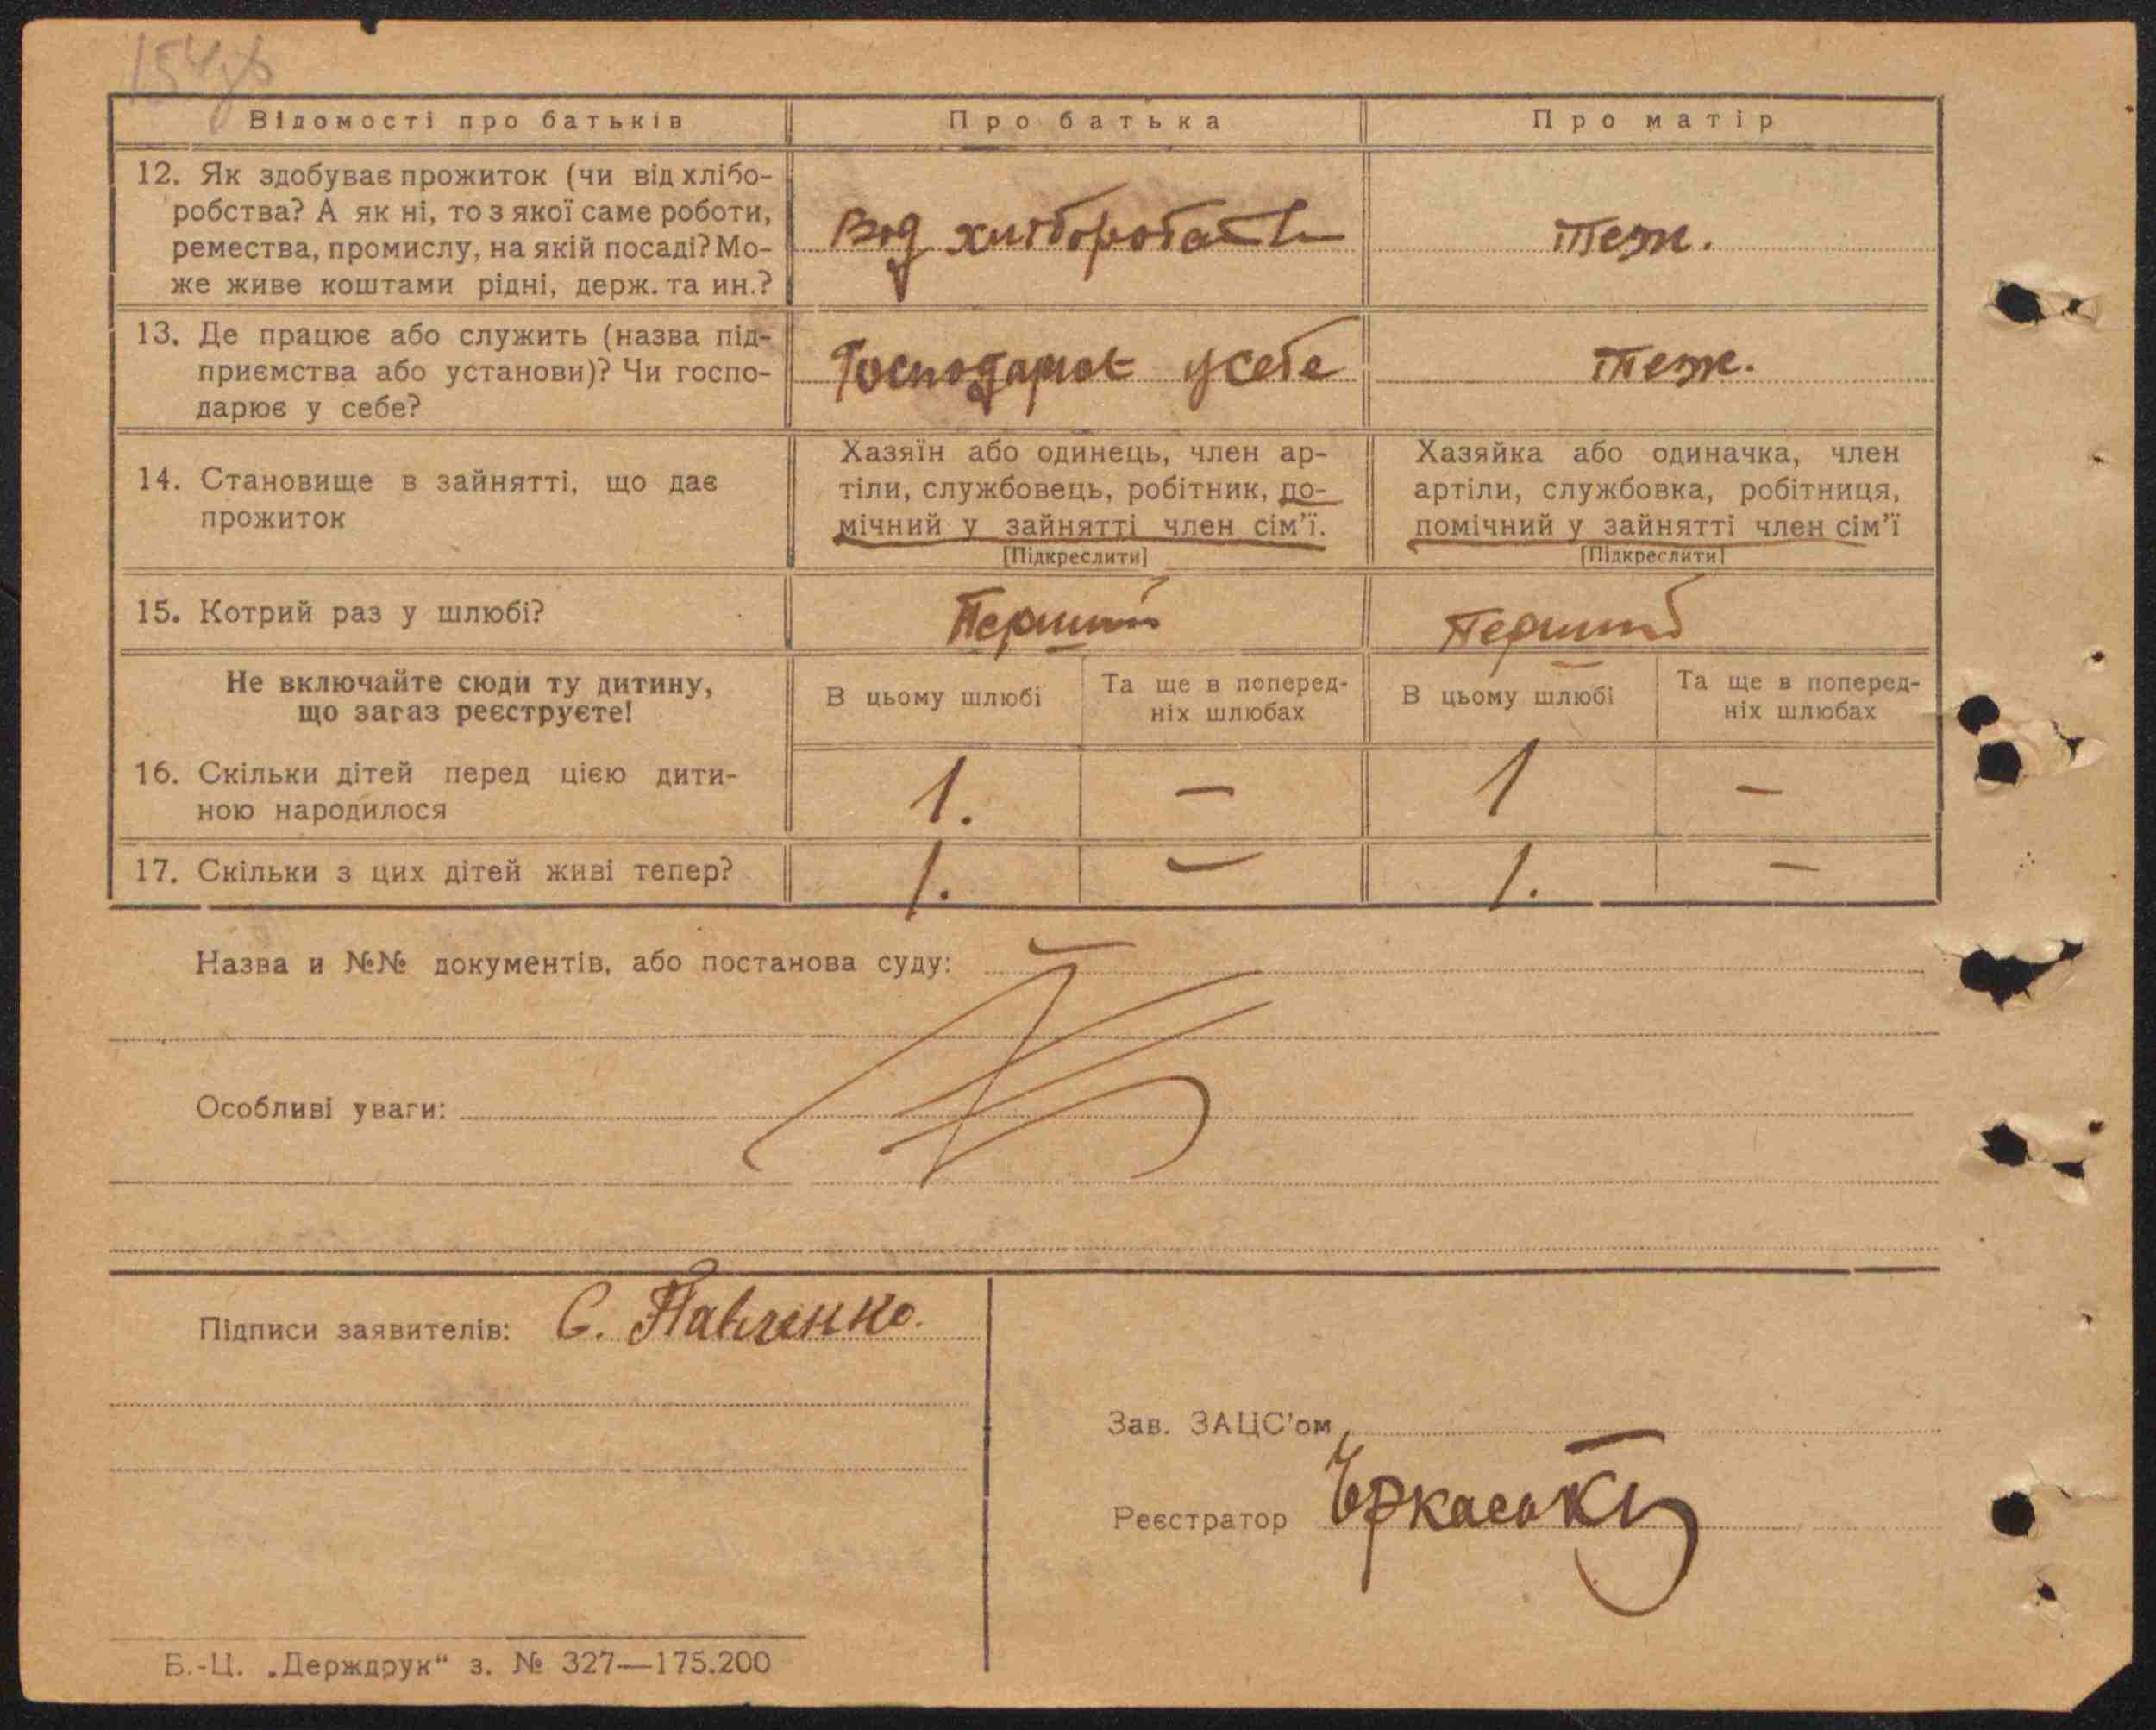 154зв
Відомості про батьків
Про батька
Про матір
12. Як здобуває прожиток (чи від хлібо-
робства? А як ні, то з якої саме роботи,
ремества, промислу, на якій посаді? Мо-
же живе коштами рідні, держ. та ин.?
Вод хліборобств
теж.
13. Де працює або служить (назва під-
приємства або установи)? Чи госпо-
дарює у себе?
Господарює у себе
теж.
14. Становище в зайнятті, що дає
прожиток
Хазяїн або одинець, член ар-
тіли, службовець, робітник, по-
мічний у зайнятті член сім'ї.
[Підкреслити]
Хазяйка або одиначка, член
артіли, службовка, робітниця,
помічний у зайнятті член сім'ї
[Підкреслити]
15. Котрий раз у шлюбі?
Перший
Перший
Не включайте сюди ту дитину,
що зараз реєструєте!
В цьому шлюбі
Та ще в поперед-
ніх шлюбах
В цьому шлюбі
Та ще в поперед-
ніх шлюбах
16. Скільки дітей перед цією дити-
ною народилося
1. — 1 —
17. Скільки з цих дітей живі тепер?
1. — 1. —
Назва и №№ документів, або постанова суду: —
Особливі уваги:
Підписи заявителів: С. Павленко.
Зав. ЗАЦС'ом
Реєстратор Черкаський
Б.-Ц. „Держдрук" з. № 327—175.200